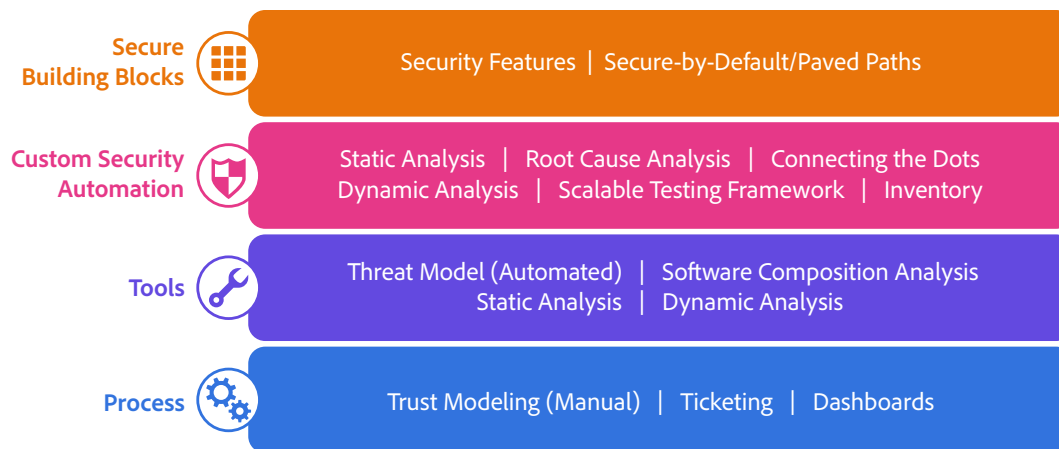 Secure
Building Blocks
Security Features | Secure-by-Default/Paved Paths
Custom Security
Automation
Static Analysis | Root Cause Analysis | Connecting the Dots
Dynamic Analysis | Scalable Testing Framework | Inventory
Tools
Threat Model (Automated) | Software Composition Analysis
Static Analysis | Dynamic Analysis
Process
Trust Modeling (Manual) | Ticketing | Dashboards